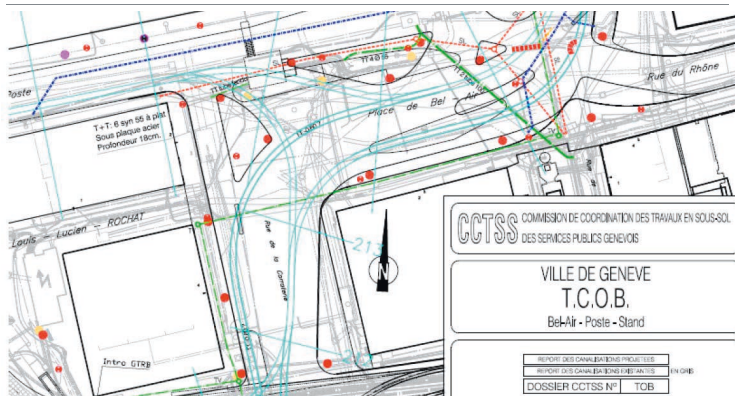 Poste
T+T: 6 syn 55 à plat
Sous plaque acier
Profondeur 18cm.
Place de Bel-Air
Rue du Rhône
Louis - Lucien - ROCHAT
Rue de la Corraterie
213
N
Intro GTRB
TV
CCTSS COMMISSION DE COORDINATION DES TRAVAUX EN SOUS-SOL
DES SERVICES PUBLICS GENEVOIS
VILLE DE GENEVE
T.C.O.B.
Bel-Air - Poste - Stand
REPORT DES CANALISATIONS PROJETEES
REPORT DES CANALISATIONS EXISTANTES EN GRIS
DOSSIER CCTSS Nº TOB